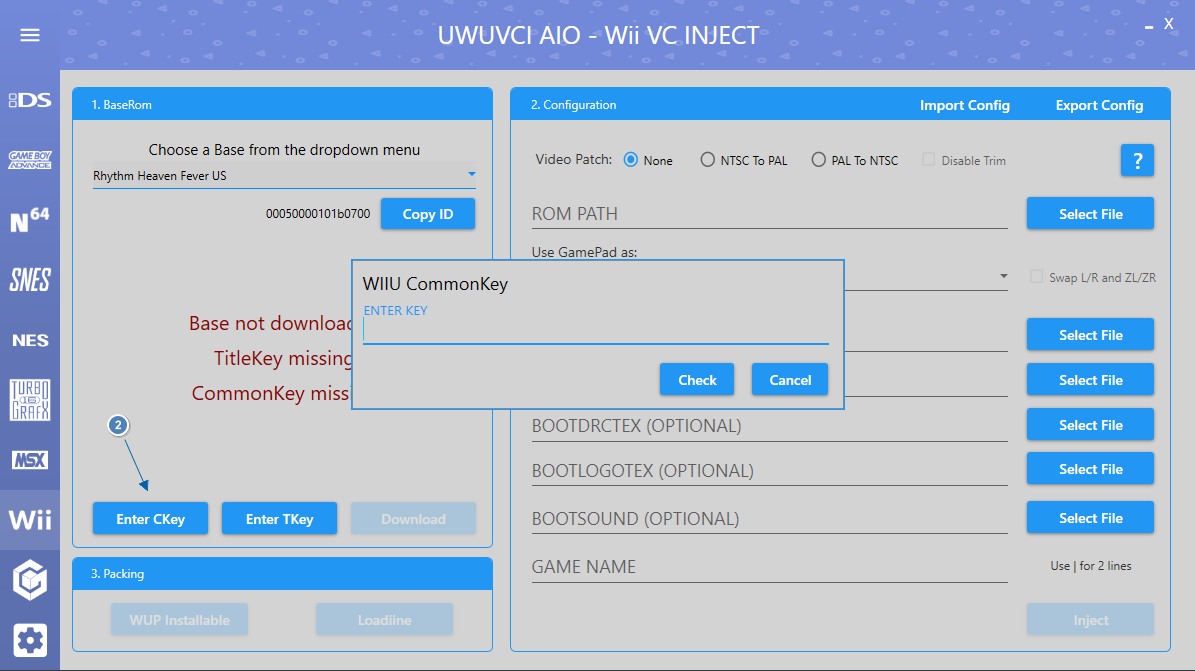 UWUVCI AIO - Wii VC INJECT
X
DS
GAME BOY
ADVANCE
N64
SNES
NES
TURBO
16
GRAFX
MSX
Wii
1. BaseRom
Choose a Base from the dropdown menu
Rhythm Heaven Fever US
00050000101b0700
Copy ID
Base not download
TitleKey missing
CommonKey missi
2
Enter CKey
Enter TKey
Download
3. Packing
WUP Installable
Loadiine
WIIU CommonKey
ENTER KEY
Check
Cancel
2. Configuration
Import Config
Export Config
Video Patch:
None
NTSC To PAL
PAL To NTSC
Disable Trim
?
ROM PATH
Select File
Use GamePad as:
Swap L/R and ZL/ZR
Select File
Select File
BOOTDRCTEX (OPTIONAL)
Select File
BOOTLOGOTEX (OPTIONAL)
Select File
BOOTSOUND (OPTIONAL)
Select File
GAME NAME
Use | for 2 lines
Inject